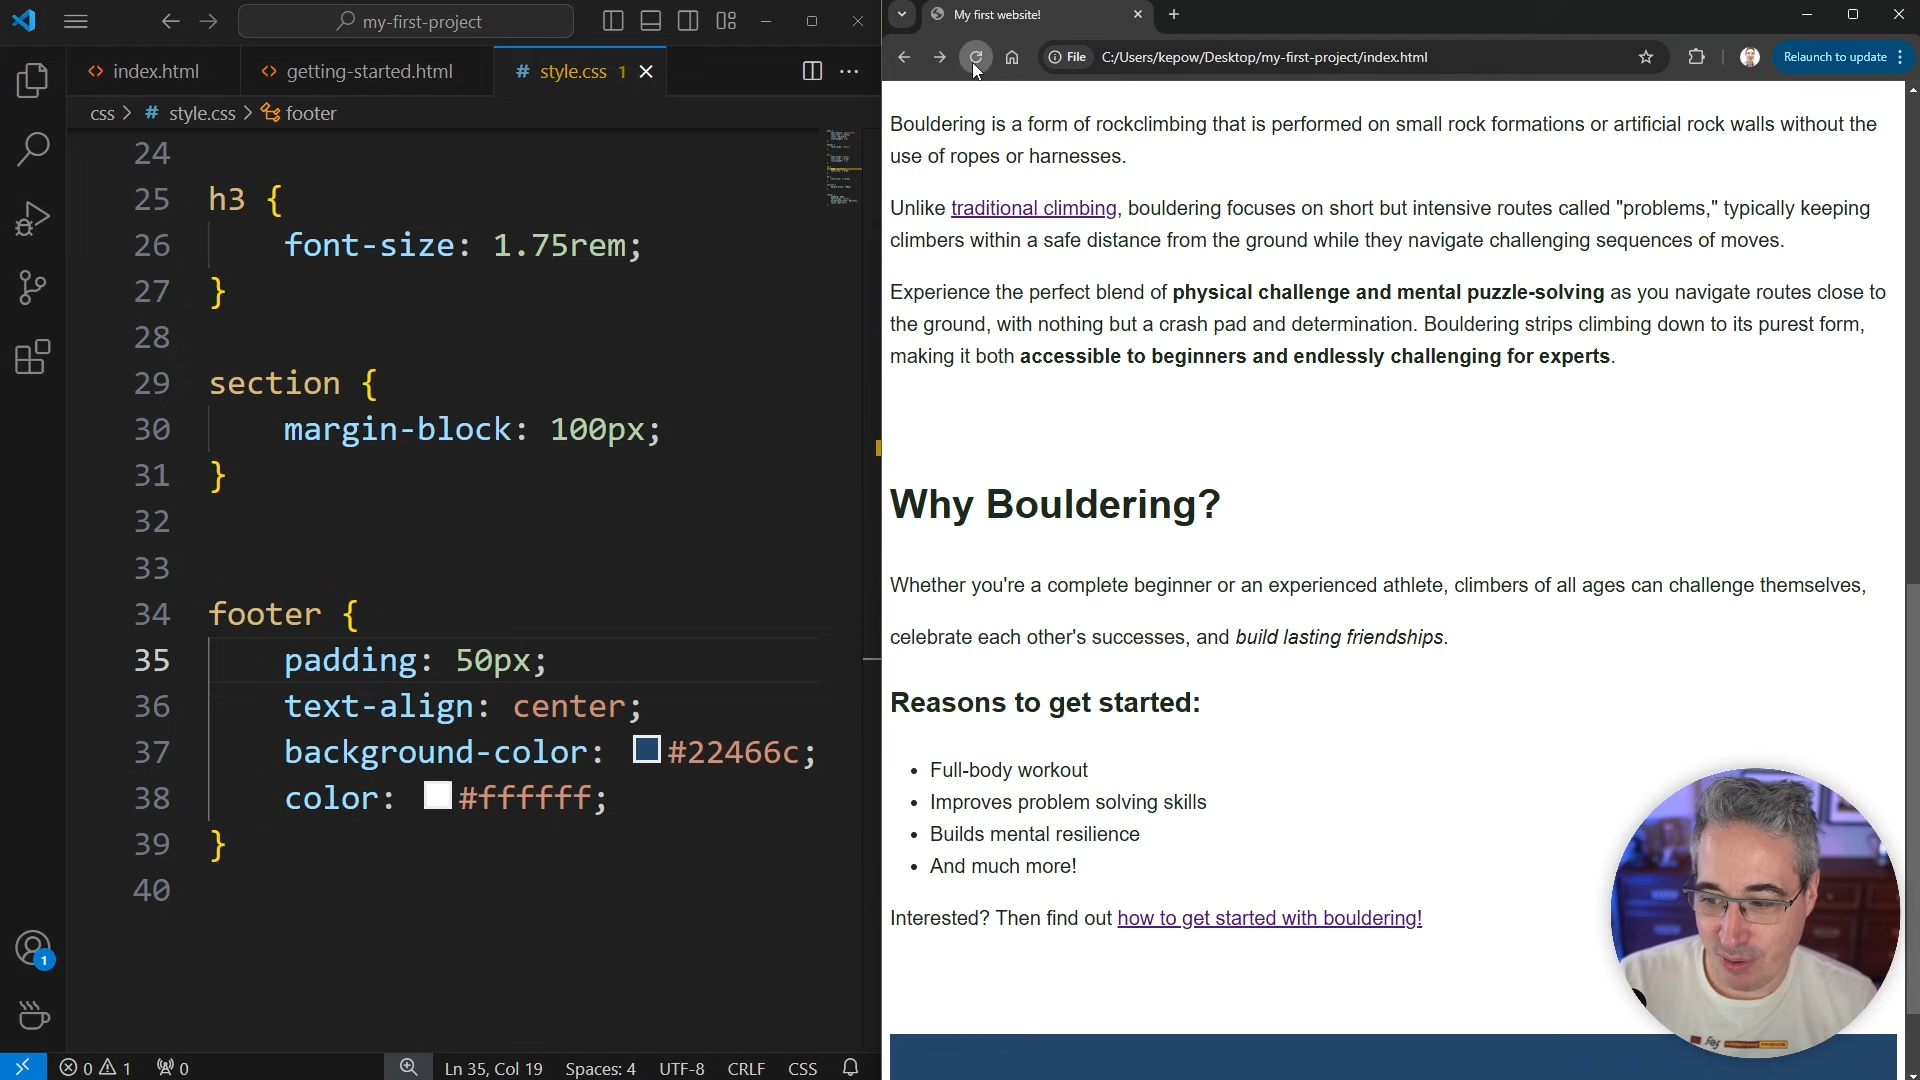 my-first-project
index.html
getting-started.html
style.css 1
css > style.css > footer
24
25 h3 {
26 font-size: 1.75rem;
27 }
28
29 section {
30 margin-block: 100px;
31 }
32
33
34 footer {
35 padding: 50px;
36 text-align: center;
37 background-color: #22466c;
38 color: #ffffff;
39 }
40
1
0 1 0
Ln 35, Col 19 Spaces: 4 UTF-8 CRLF CSS
My first website!
File C:/Users/kepow/Desktop/my-first-project/index.html
Relaunch to update
Bouldering is a form of rockclimbing that is performed on small rock formations or artificial rock walls without the
use of ropes or harnesses.
Unlike traditional climbing, bouldering focuses on short but intensive routes called "problems," typically keeping
climbers within a safe distance from the ground while they navigate challenging sequences of moves.
Experience the perfect blend of physical challenge and mental puzzle-solving as you navigate routes close to
the ground, with nothing but a crash pad and determination. Bouldering strips climbing down to its purest form,
making it both accessible to beginners and endlessly challenging for experts.
Why Bouldering?
Whether you're a complete beginner or an experienced athlete, climbers of all ages can challenge themselves,
celebrate each other's successes, and build lasting friendships.
Reasons to get started:
• Full-body workout
• Improves problem solving skills
• Builds mental resilience
• And much more!
Interested? Then find out how to get started with bouldering!